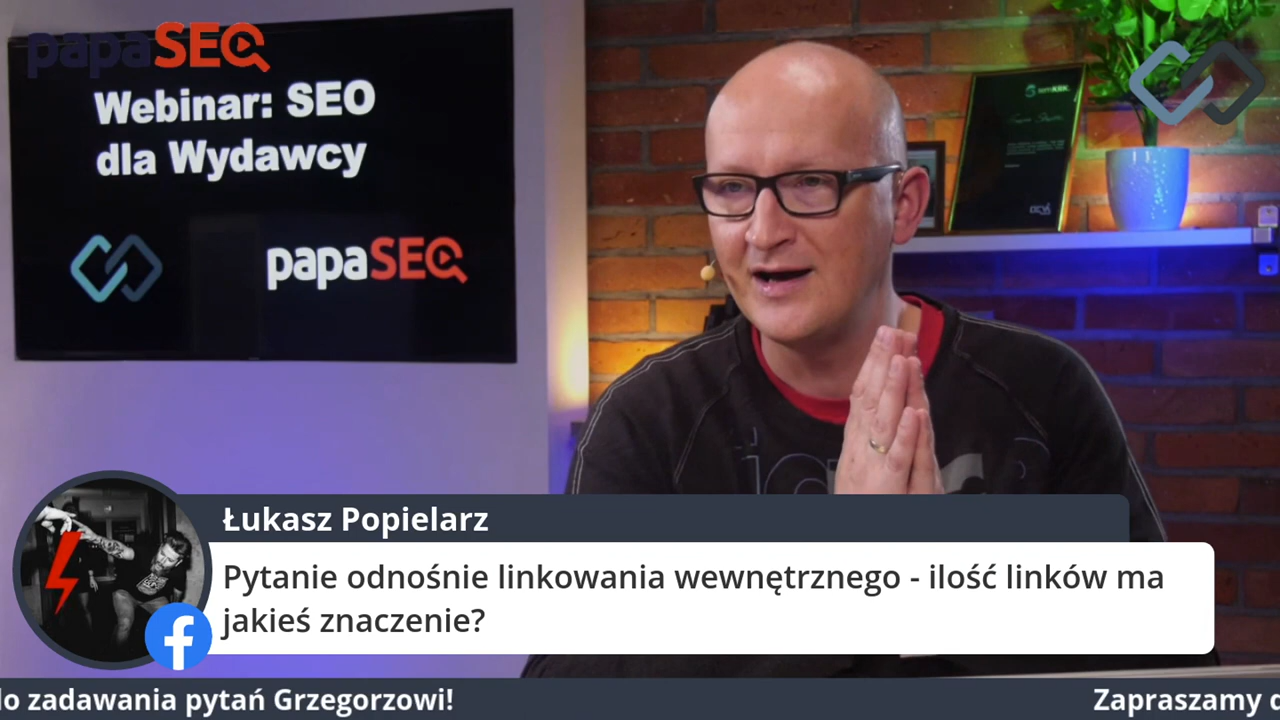 papaSEO
Webinar: SEO
dla Wydawcy
papaSEO
Łukasz Popielarz
Pytanie odnośnie linkowania wewnętrznego - ilość linków ma
jakieś znaczenie?
do zadawania pytań Grzegorzowi!
Zapraszamy